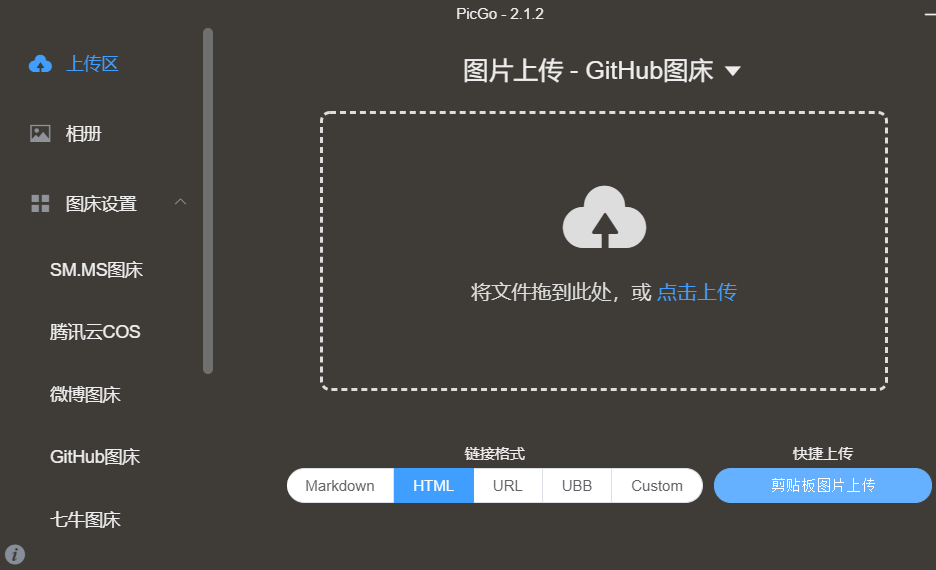 PicGo - 2.1.2
上传区
相册
图床设置
SM.MS图床
腾讯云COS
微博图床
GitHub图床
七牛图床
图片上传 - GitHub图床
将文件拖到此处，或 点击上传
链接格式
Markdown HTML URL UBB Custom
快捷上传
剪贴板图片上传
i